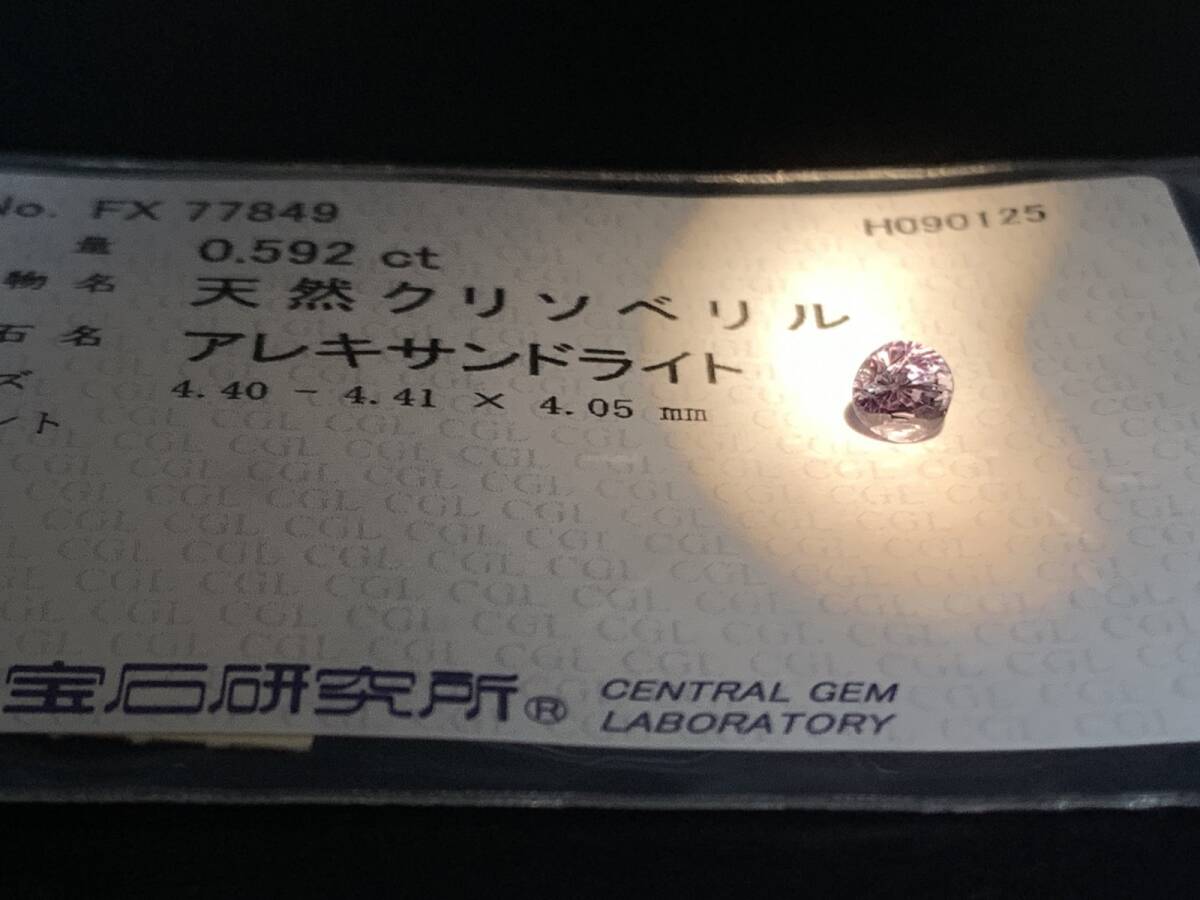 No. FX 77849
H090125
量 0.592 ct
物名 天然クリソベリル
石名 アレキサンドライト
ズ 4.40 - 4.41 × 4.05 mm
ント
宝石研究所® CENTRAL GEM
LABORATORY